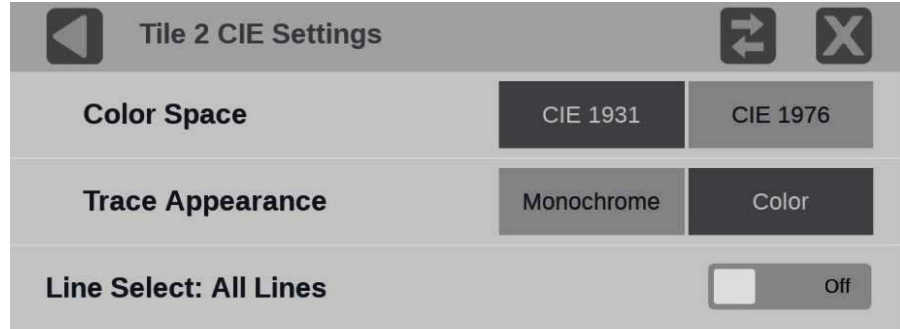 Tile 2 CIE Settings
Color Space CIE 1931 CIE 1976
Trace Appearance Monochrome Color
Line Select: All Lines Off